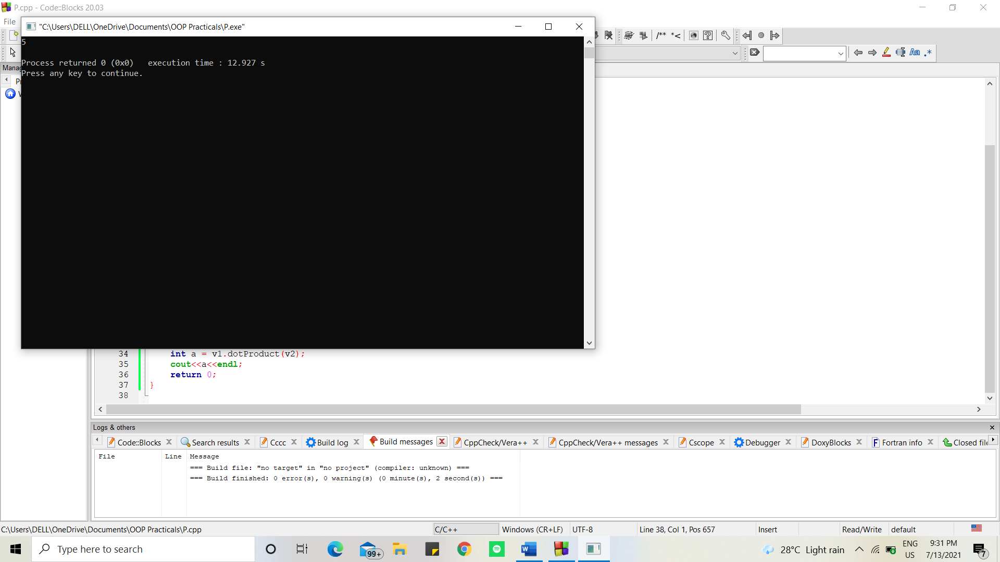 P.cpp - Code::Blocks 20.03
File
"C:\Users\DELL\OneDrive\Documents\OOP Practicals\P.exe"
5
Process returned 0 (0x0)   execution time : 12.927 s
Press any key to continue.
/** *<
Aa .*
34 int a = v1.dotProduct(v2);
35 cout<<a<<endl;
36 return 0;
37 }
38
Logs & others
Code::Blocks Search results Cccc Build log Build messages CppCheck/Vera++ CppCheck/Vera++ messages Cscope Debugger DoxyBlocks Fortran info Closed
File Line Message
=== Build file: "no target" in "no project" (compiler: unknown) ===
=== Build finished: 0 error(s), 0 warning(s) (0 minute(s), 2 second(s)) ===
C:\Users\DELL\OneDrive\Documents\OOP Practicals\P.cpp C/C++ Windows (CR+LF) UTF-8 Line 38, Col 1, Pos 657 Insert Read/Write default
Type here to search 99+ 28°C Light rain ENG US 9:31 PM 7/13/2021 7